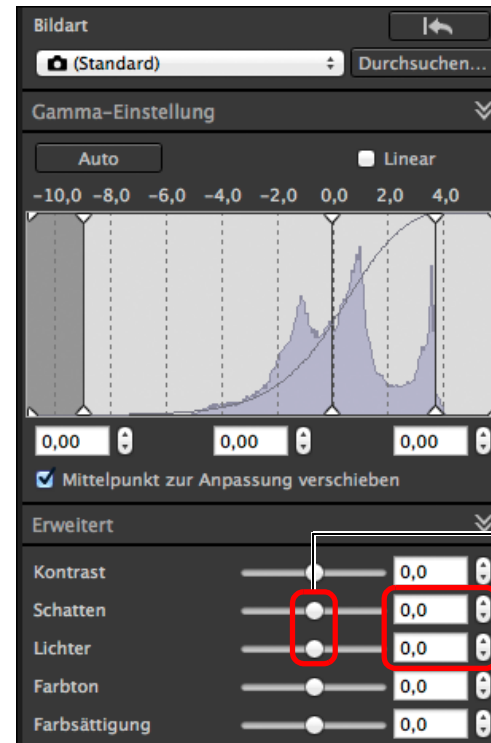 Bildart
(Standard) Durchsuchen...
Gamma-Einstellung
Auto Linear
-10,0 -8,0 -6,0 -4,0 -2,0 0,0 2,0 4,0
0,00 0,00 0,00
Mittelpunkt zur Anpassung verschieben
Erweitert
Kontrast 0,0
Schatten 0,0
Lichter 0,0
Farbton 0,0
Farbsättigung 0,0